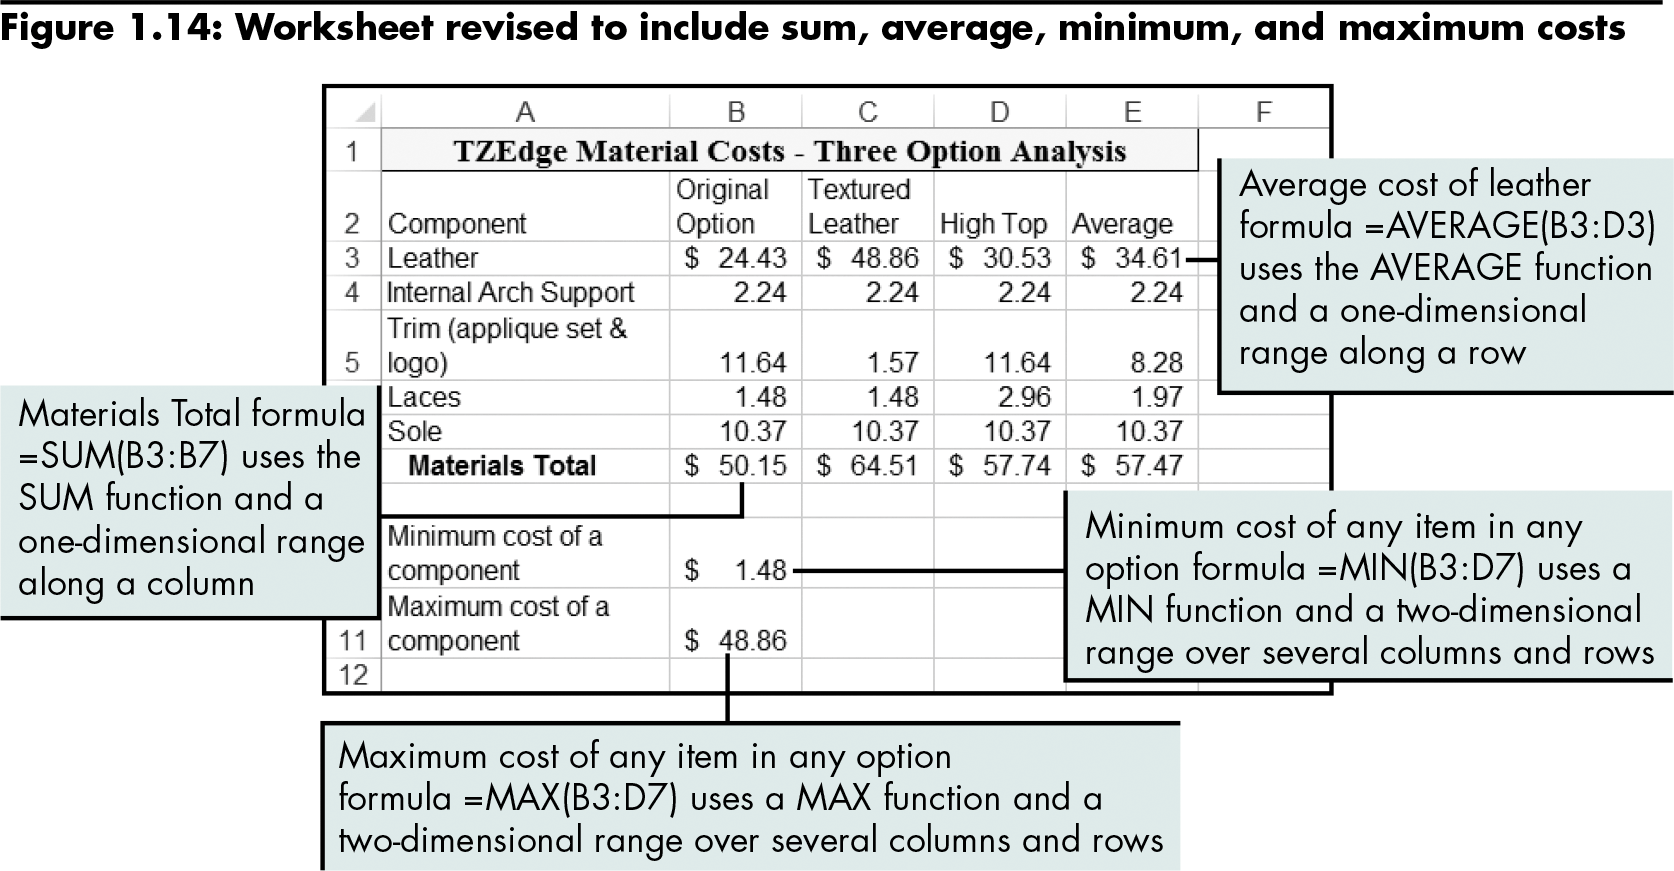 Figure 1.14: Worksheet revised to include sum, average, minimum, and maximum costs
A B C D E F
1 TZEdge Material Costs - Three Option Analysis
Original Textured
2 Component Option Leather High Top Average
3 Leather $ 24.43 $ 48.86 $ 30.53 $ 34.61
4 Internal Arch Support 2.24 2.24 2.24 2.24
Trim (applique set &
5 logo) 11.64 1.57 11.64 8.28
Laces 1.48 1.48 2.96 1.97
Sole 10.37 10.37 10.37 10.37
Materials Total $ 50.15 $ 64.51 $ 57.74 $ 57.47
Minimum cost of a
component $ 1.48
Maximum cost of a
11 component $ 48.86
12
Average cost of leather
formula =AVERAGE(B3:D3)
uses the AVERAGE function
and a one-dimensional
range along a row
Materials Total formula
=SUM(B3:B7) uses the
SUM function and a
one-dimensional range
along a column
Minimum cost of any item in any
option formula =MIN(B3:D7) uses a
MIN function and a two-dimensional
range over several columns and rows
Maximum cost of any item in any option
formula =MAX(B3:D7) uses a MAX function and a
two-dimensional range over several columns and rows